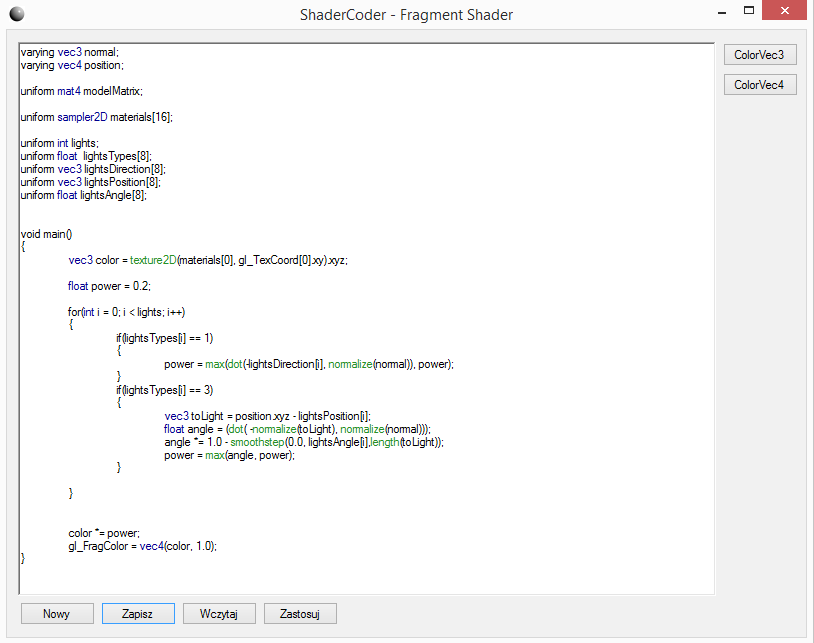 ShaderCoder - Fragment Shader
varying vec3 normal;
varying vec4 position;
uniform mat4 modelMatrix;
uniform sampler2D materials[16];
uniform int lights;
uniform float  lightsTypes[8];
uniform vec3 lightsDirection[8];
uniform vec3 lightsPosition[8];
uniform float lightsAngle[8];
void main()
{
vec3 color = texture2D(materials[0], gl_TexCoord[0].xy).xyz;
float power = 0.2;
for(int i = 0; i < lights; i++)
{
if(lightsTypes[i] == 1)
{
power = max(dot(-lightsDirection[i], normalize(normal)), power);
}
if(lightsTypes[i] == 3)
{
vec3 toLight = position.xyz - lightsPosition[i];
float angle = (dot( -normalize(toLight), normalize(normal)));
angle *= 1.0 - smoothstep(0.0, lightsAngle[i],length(toLight));
power = max(angle, power);
}
}
color *= power;
gl_FragColor = vec4(color, 1.0);
}
ColorVec3
ColorVec4
Nowy
Zapisz
Wczytaj
Zastosuj